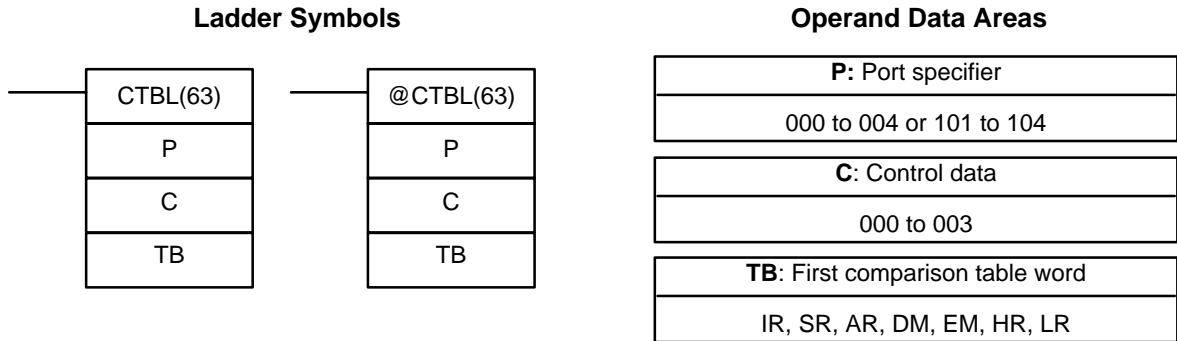 Ladder Symbols
CTBL(63)
P
C
TB
@CTBL(63)
P
C
TB
Operand Data Areas
P: Port specifier
000 to 004 or 101 to 104
C: Control data
000 to 003
TB: First comparison table word
IR, SR, AR, DM, EM, HR, LR